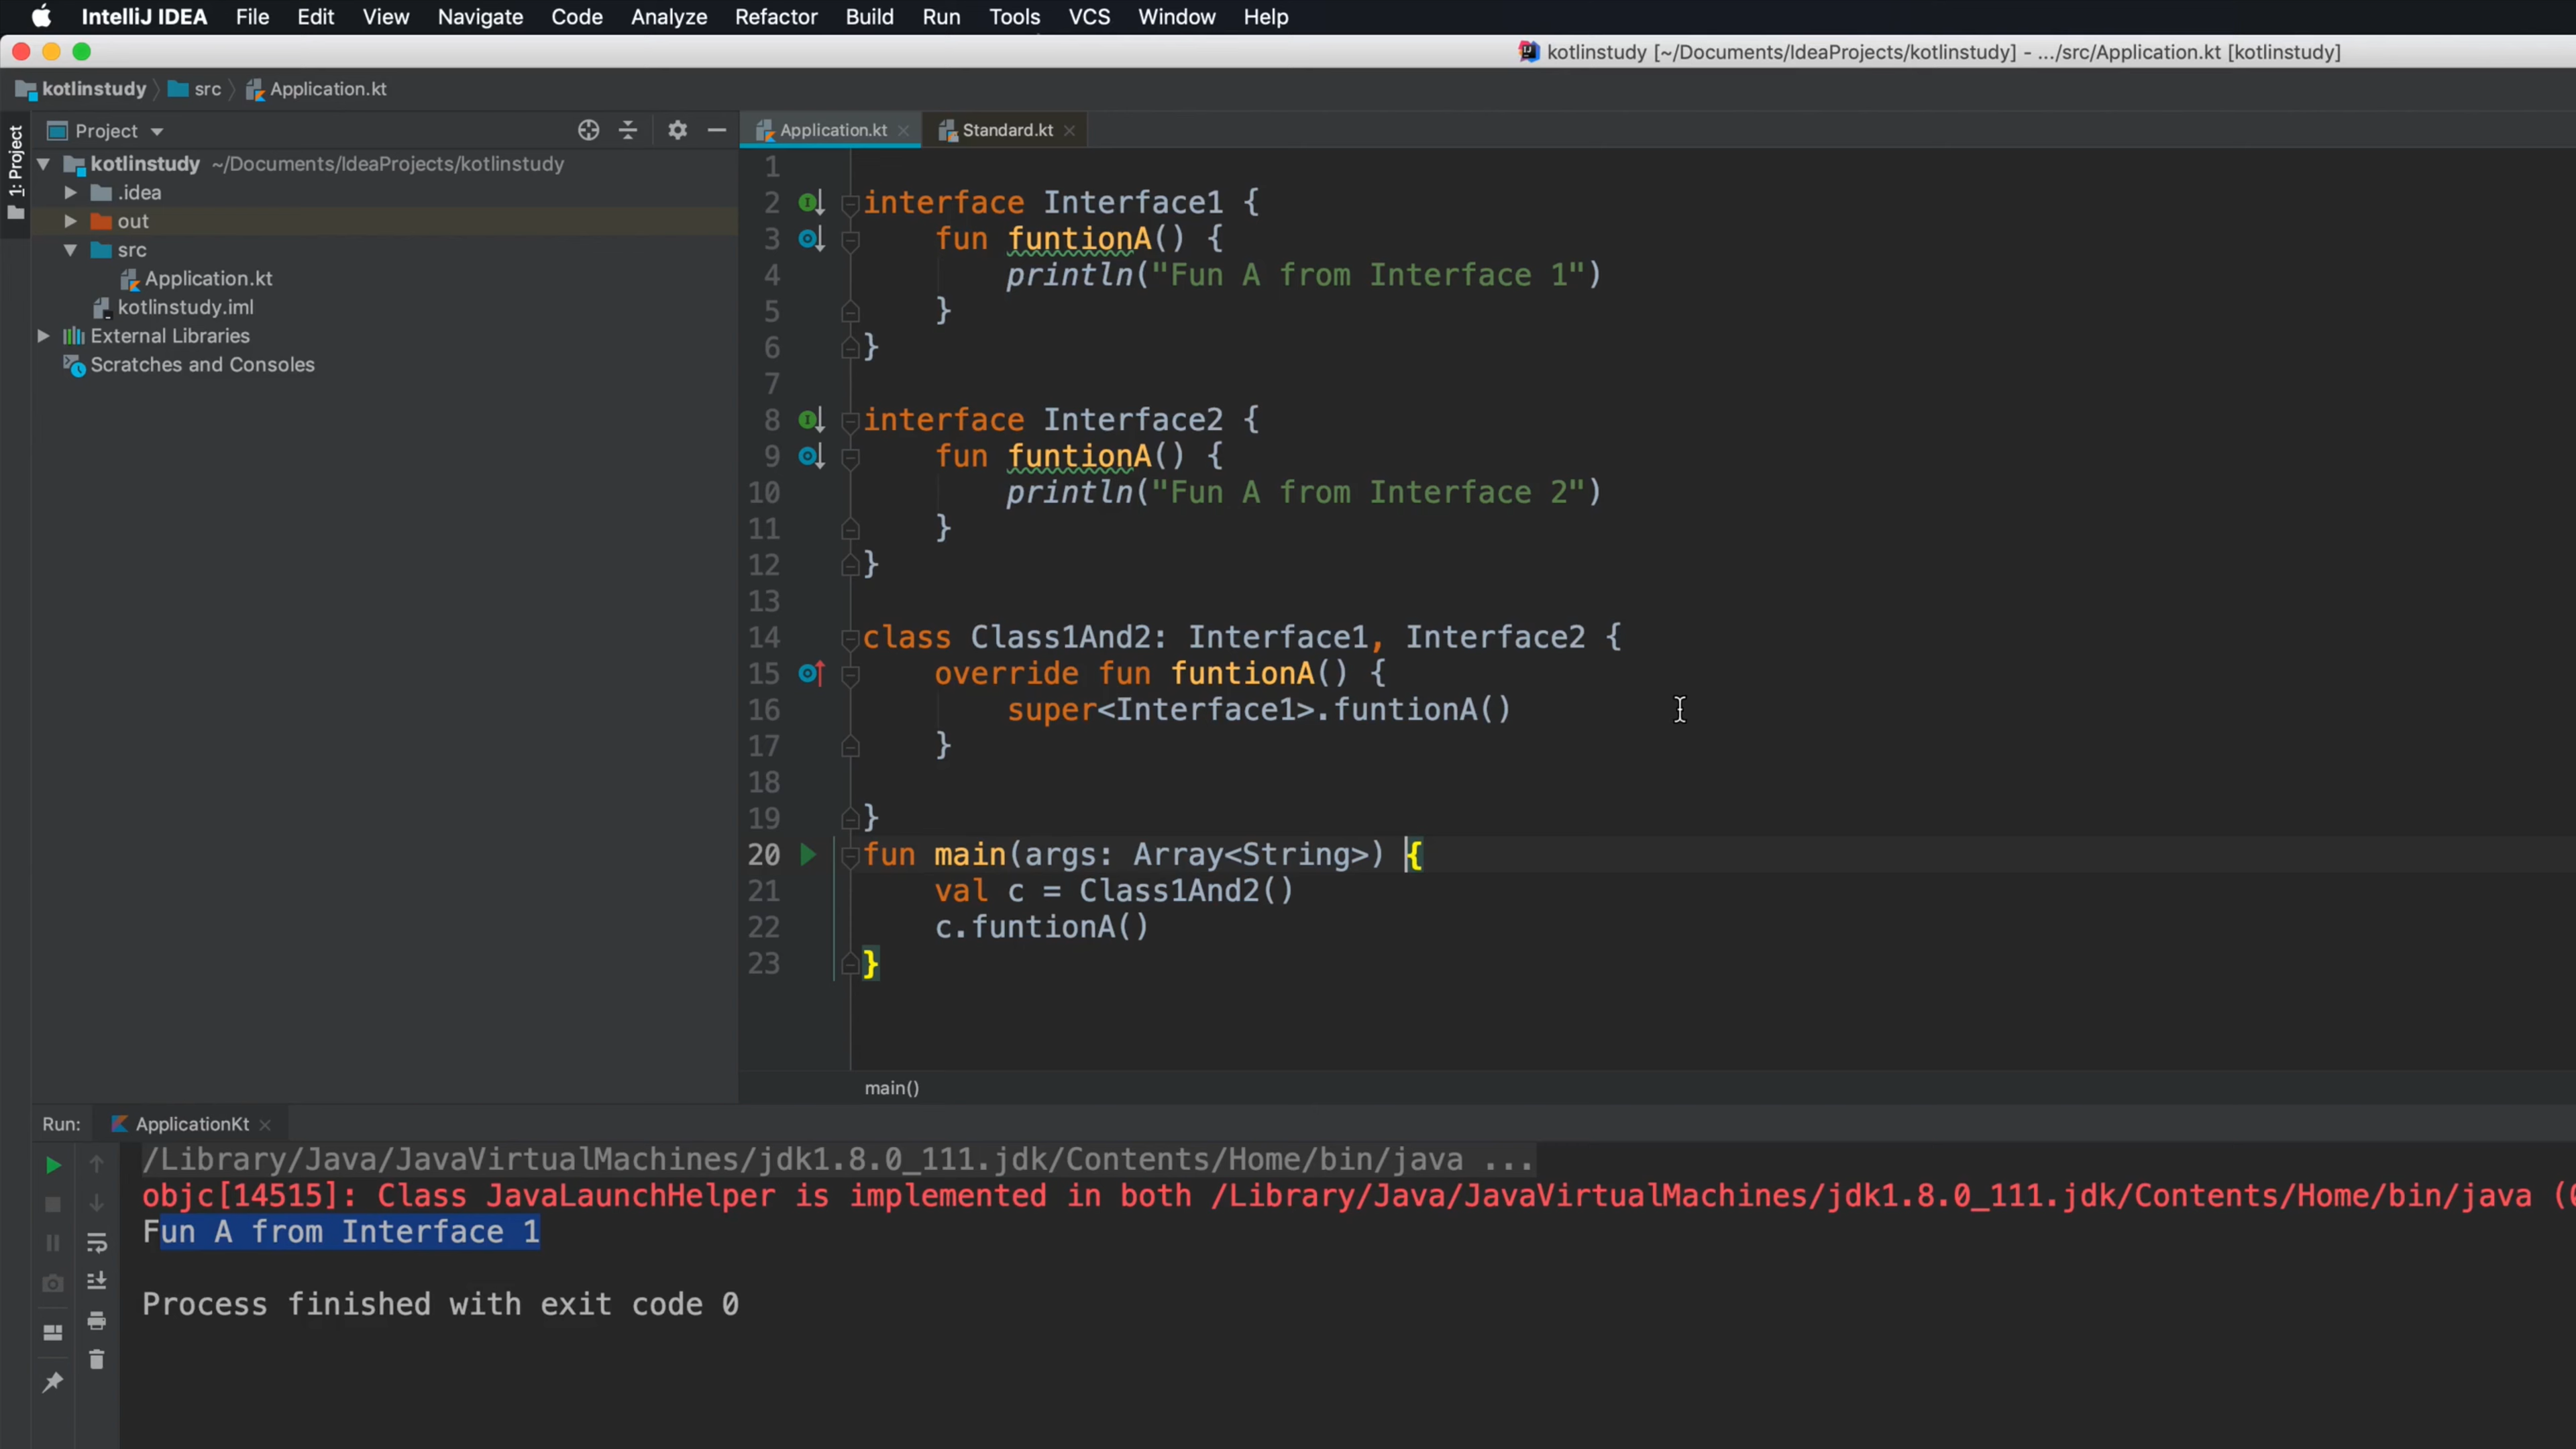 IntelliJ IDEA File Edit View Navigate Code Analyze Refactor Build Run Tools VCS Window Help
kotlinstudy [~/Documents/IdeaProjects/kotlinstudy] - .../src/Application.kt [kotlinstudy]
kotlinstudy src Application.kt
1: Project
Project
kotlinstudy ~/Documents/IdeaProjects/kotlinstudy
.idea
out
src
Application.kt
kotlinstudy.iml
External Libraries
Scratches and Consoles
Application.kt Standard.kt
1
2 interface Interface1 {
3 fun funtionA() {
4 println("Fun A from Interface 1")
5 }
6 }
7
8 interface Interface2 {
9 fun funtionA() {
10 println("Fun A from Interface 2")
11 }
12 }
13
14 class Class1And2: Interface1, Interface2 {
15 override fun funtionA() {
16 super<Interface1>.funtionA()
17 }
18
19 }
20 fun main(args: Array<String>) {
21 val c = Class1And2()
22 c.funtionA()
23 }
main()
Run: ApplicationKt
/Library/Java/JavaVirtualMachines/jdk1.8.0_111.jdk/Contents/Home/bin/java ...
objc[14515]: Class JavaLaunchHelper is implemented in both /Library/Java/JavaVirtualMachines/jdk1.8.0_111.jdk/Contents/Home/bin/java (
Fun A from Interface 1
Process finished with exit code 0